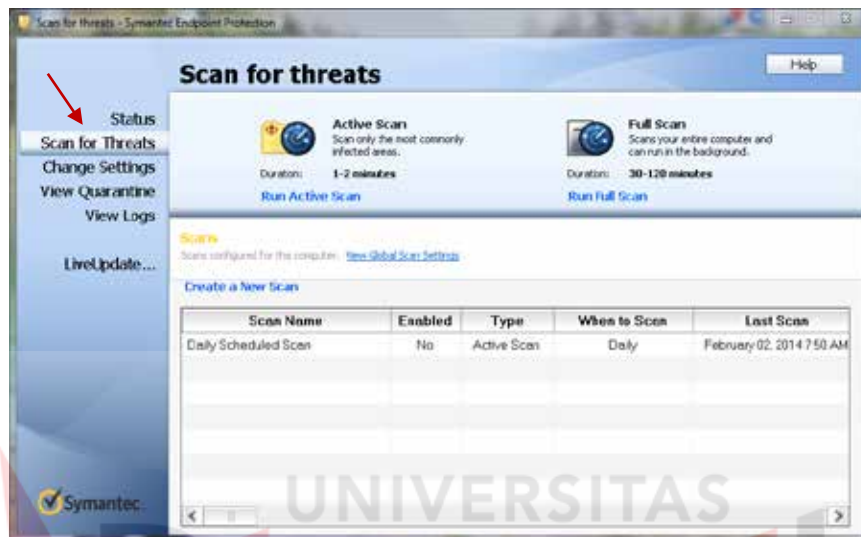 Scan for threats - Symantec Endpoint Protection
Scan for threats
Help
Status
Scan for Threats
Change Settings
View Quarantine
View Logs
LiveUpdate...
Active Scan
Scan only the most commonly
infected areas.
Duration: 1-2 minutes
Run Active Scan
Full Scan
Scans your entire computer and
can run in the background.
Duration: 30-120 minutes
Run Full Scan
Scans
Scans configured for this computer: View Global Scan Settings
Create a New Scan
Scan Name Enabled Type When to Scan Last Scan
Daily Scheduled Scan No Active Scan Daily February 02, 2014 7:50 AM
Symantec
UNIVERSITAS